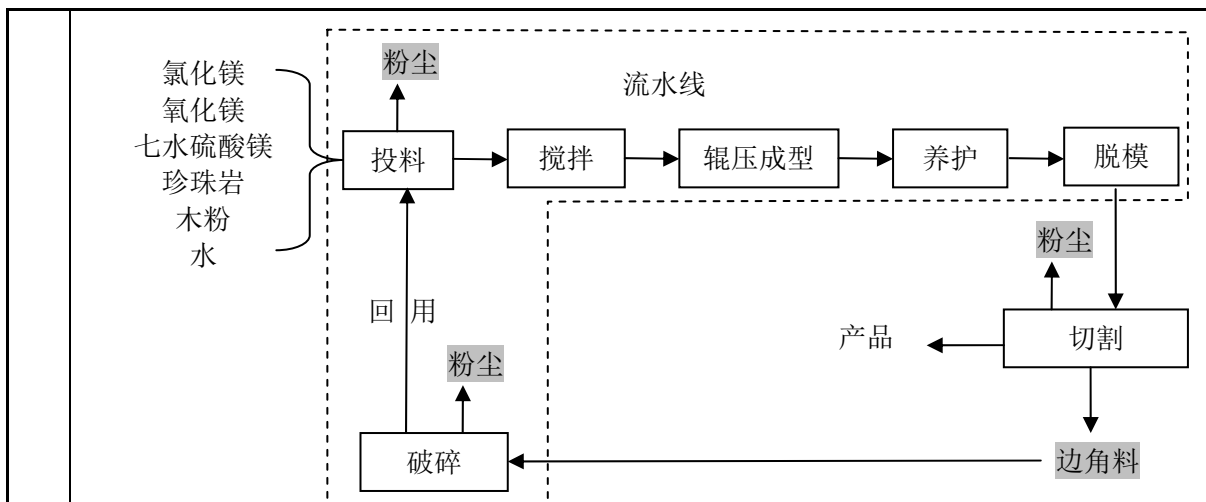 粉尘
流水线
氯化镁
氧化镁
七水硫酸镁
珍珠岩
木粉
水
投料
搅拌
辊压成型
养护
脱模
粉尘
回用
产品
切割
粉尘
破碎
边角料